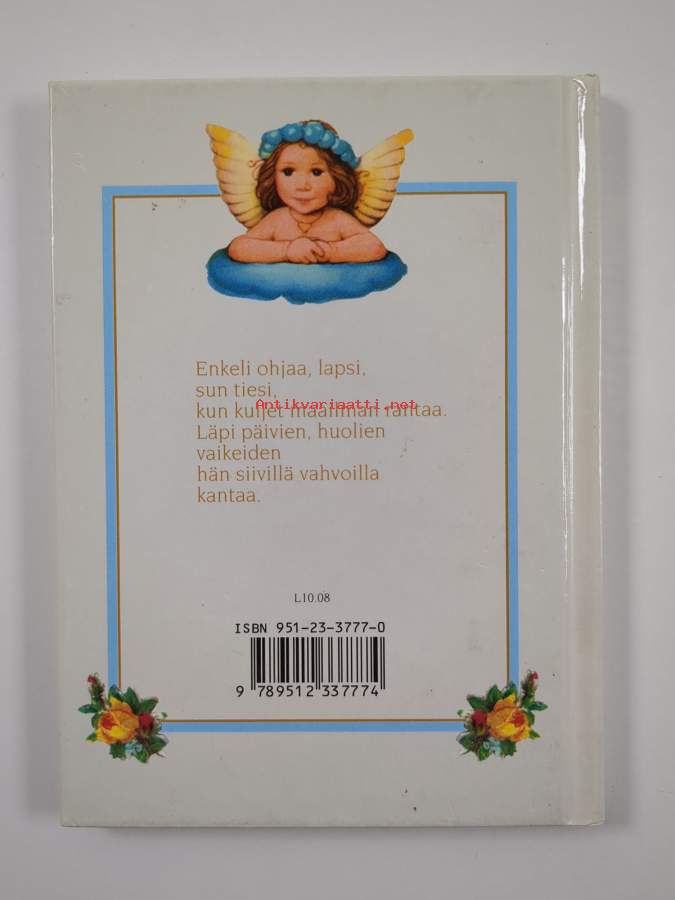 Enkeli ohjaa, lapsi,
sun tiesi,
Antikvariaatti.net
kun kuljet maailman rantaa.
Läpi päivien, huolien
vaikeiden
hän siivillä vahvoilla
kantaa.
L10.08
ISBN 951-23-3777-0
9 789512 337774